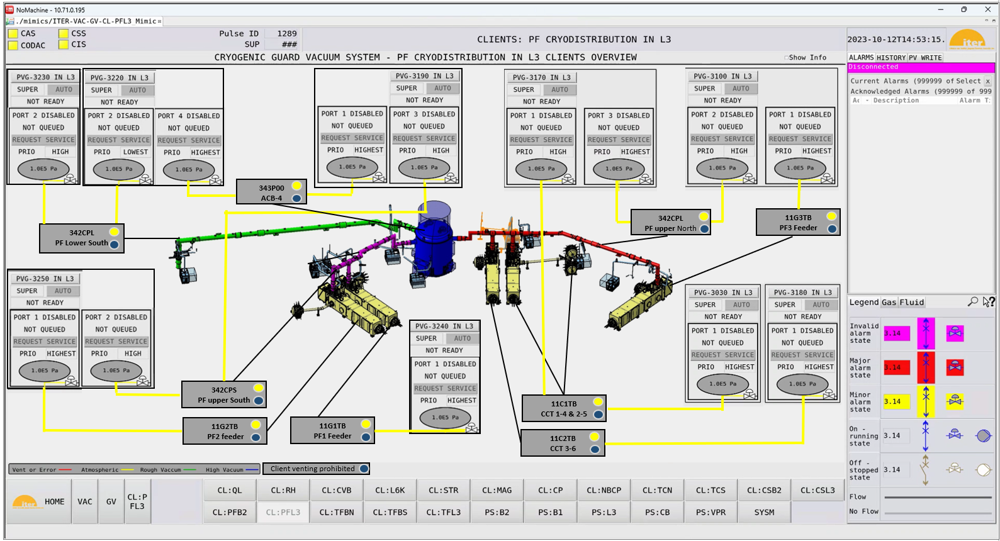 NoMachine - 10.71.0.195
./mimics/ITER-VAC-GV-CL-PFL3_Mimic
CAS
CSS
CODAC
CIS
Pulse ID 1289
SUP ###
CLIENTS: PF CRYODISTRIBUTION IN L3
2023-10-12T14:53:15.
iter
CRYOGENIC GUARD VACUUM SYSTEM - PF CRYODISTRIBUTION IN L3 CLIENTS OVERVIEW
Show Info
PVG-3230 IN L3
SUPER AUTO
NOT READY
PORT 2 DISABLED
NOT QUEUED
REQUEST SERVICE
PRIO HIGH
1.0E5 Pa
PVG-3220 IN L3
SUPER AUTO
NOT READY
PORT 2 DISABLED
NOT QUEUED
REQUEST SERVICE
PRIO LOWEST
1.0E5 Pa
PORT 4 DISABLED
NOT QUEUED
REQUEST SERVICE
PRIO HIGHEST
1.0E5 Pa
PVG-3190 IN L3
SUPER AUTO
NOT READY
PORT 1 DISABLED
NOT QUEUED
REQUEST SERVICE
PRIO HIGHEST
1.0E5 Pa
PORT 3 DISABLED
NOT QUEUED
REQUEST SERVICE
PRIO HIGH
1.0E5 Pa
PVG-3170 IN L3
SUPER AUTO
NOT READY
PORT 1 DISABLED
NOT QUEUED
REQUEST SERVICE
PRIO HIGHEST
1.0E5 Pa
PORT 3 DISABLED
NOT QUEUED
REQUEST SERVICE
PRIO HIGHEST
1.0E5 Pa
PVG-3100 IN L3
SUPER AUTO
NOT READY
PORT 2 DISABLED
NOT QUEUED
REQUEST SERVICE
PRIO HIGH
1.0E5 Pa
PORT 1 DISABLED
NOT QUEUED
REQUEST SERVICE
PRIO HIGHEST
1.0E5 Pa
343P00
ACB-4
342CPL
PF Lower South
342CPL
PF upper North
11G3TB
PF3 Feeder
PVG-3250 IN L3
SUPER AUTO
NOT READY
PORT 1 DISABLED
NOT QUEUED
REQUEST SERVICE
PRIO HIGHEST
1.0E5 Pa
PORT 2 DISABLED
NOT QUEUED
REQUEST SERVICE
PRIO HIGH
1.0E5 Pa
PVG-3240 IN L3
SUPER AUTO
NOT READY
PORT 1 DISABLED
NOT QUEUED
REQUEST SERVICE
PRIO HIGHEST
1.0E5 Pa
PVG-3030 IN L3
SUPER AUTO
NOT READY
PORT 1 DISABLED
NOT QUEUED
REQUEST SERVICE
PRIO HIGHEST
1.0E5 Pa
PVG-3180 IN L3
SUPER AUTO
NOT READY
PORT 1 DISABLED
NOT QUEUED
REQUEST SERVICE
PRIO HIGHEST
1.0E5 Pa
342CPS
PF upper South
11G2TB
PF2 feeder
11G1TB
PF1 Feeder
11C1TB
CCT 1-4 & 2-5
11C2TB
CCT 3-6
Vent or Error
Atmospheric
Rough Vaccum
High Vacuum
Client venting prohibited
iter HOME
VAC
GV
CL:P
FL3
CL:QL
CL:RH
CL:CVB
CL:L6K
CL:STR
CL:MAG
CL:CP
CL:NBCP
CL:TCN
CL:TCS
CL:CSB2
CL:CSL3
CL:PFB2
CL:PFL3
CL:TFBN
CL:TFBS
CL:TFL3
PS:B2
PS:B1
PS:L3
PS:CB
PS:VPR
SYSM
ALARMS HISTORY PV WRITE
Disconnected
Current Alarms (999999 of Select x
Acknowledged Alarms (999999 of 999
Ac - Description Alarm T:
Legend Gas Fluid
Invalid
alarm
state
3.14
Major
alarm
state
3.14
Minor
alarm
state
3.14
On -
running
state
3.14
Off -
stopped
state
3.14
Flow
No Flow